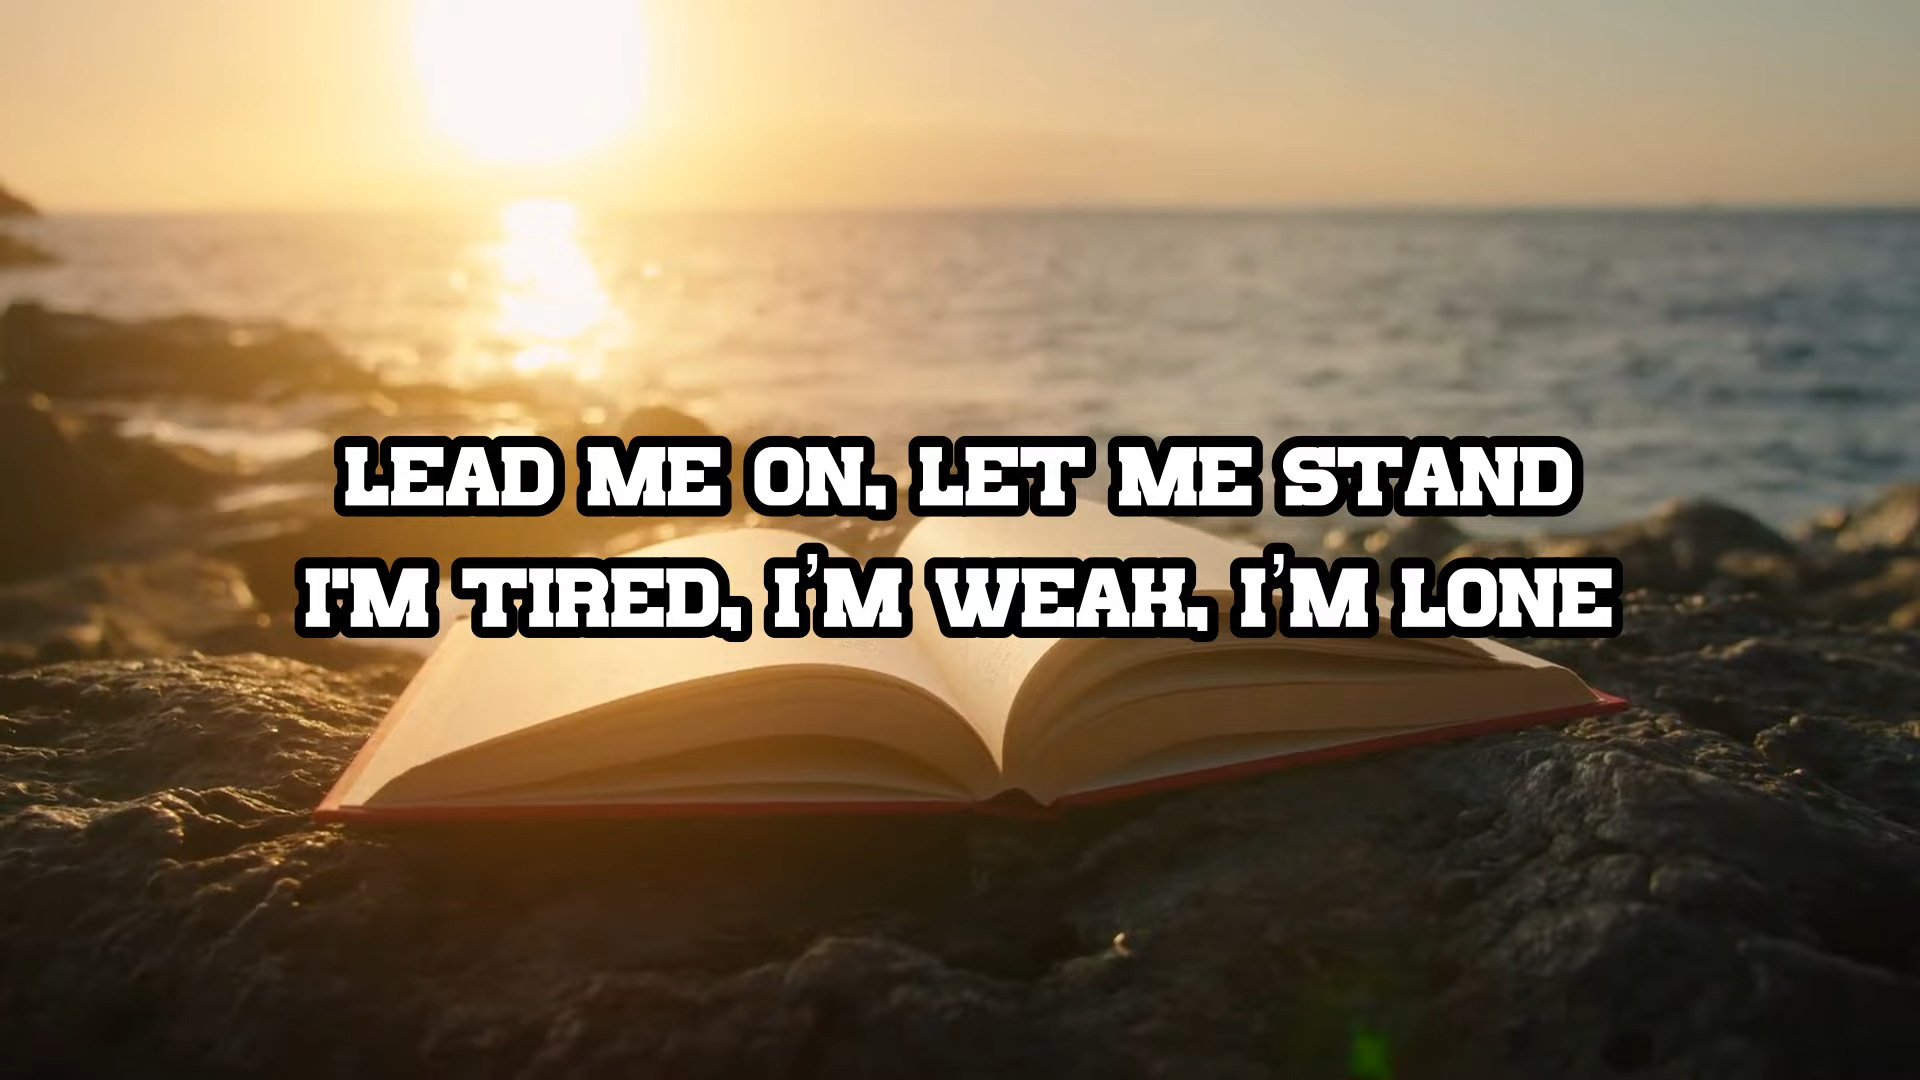 LEAD ME ON, LET ME STAND
I'M TIRED, I’M WEAK, I’M LONE